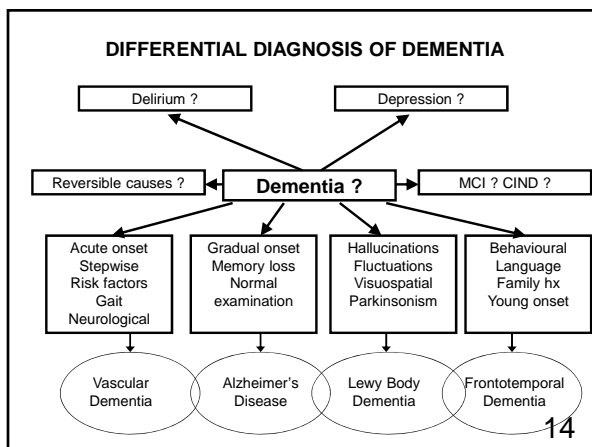 DIFFERENTIAL DIAGNOSIS OF DEMENTIA
Delirium ?
Depression ?
Reversible causes ?
Dementia ?
MCI ? CIND ?
Acute onset
Stepwise
Risk factors
Gait
Neurological
Gradual onset
Memory loss
Normal
examination
Hallucinations
Fluctuations
Visuospatial
Parkinsonism
Behavioural
Language
Family hx
Young onset
Vascular
Dementia
Alzheimer's
Disease
Lewy Body
Dementia
Frontotemporal
Dementia
14